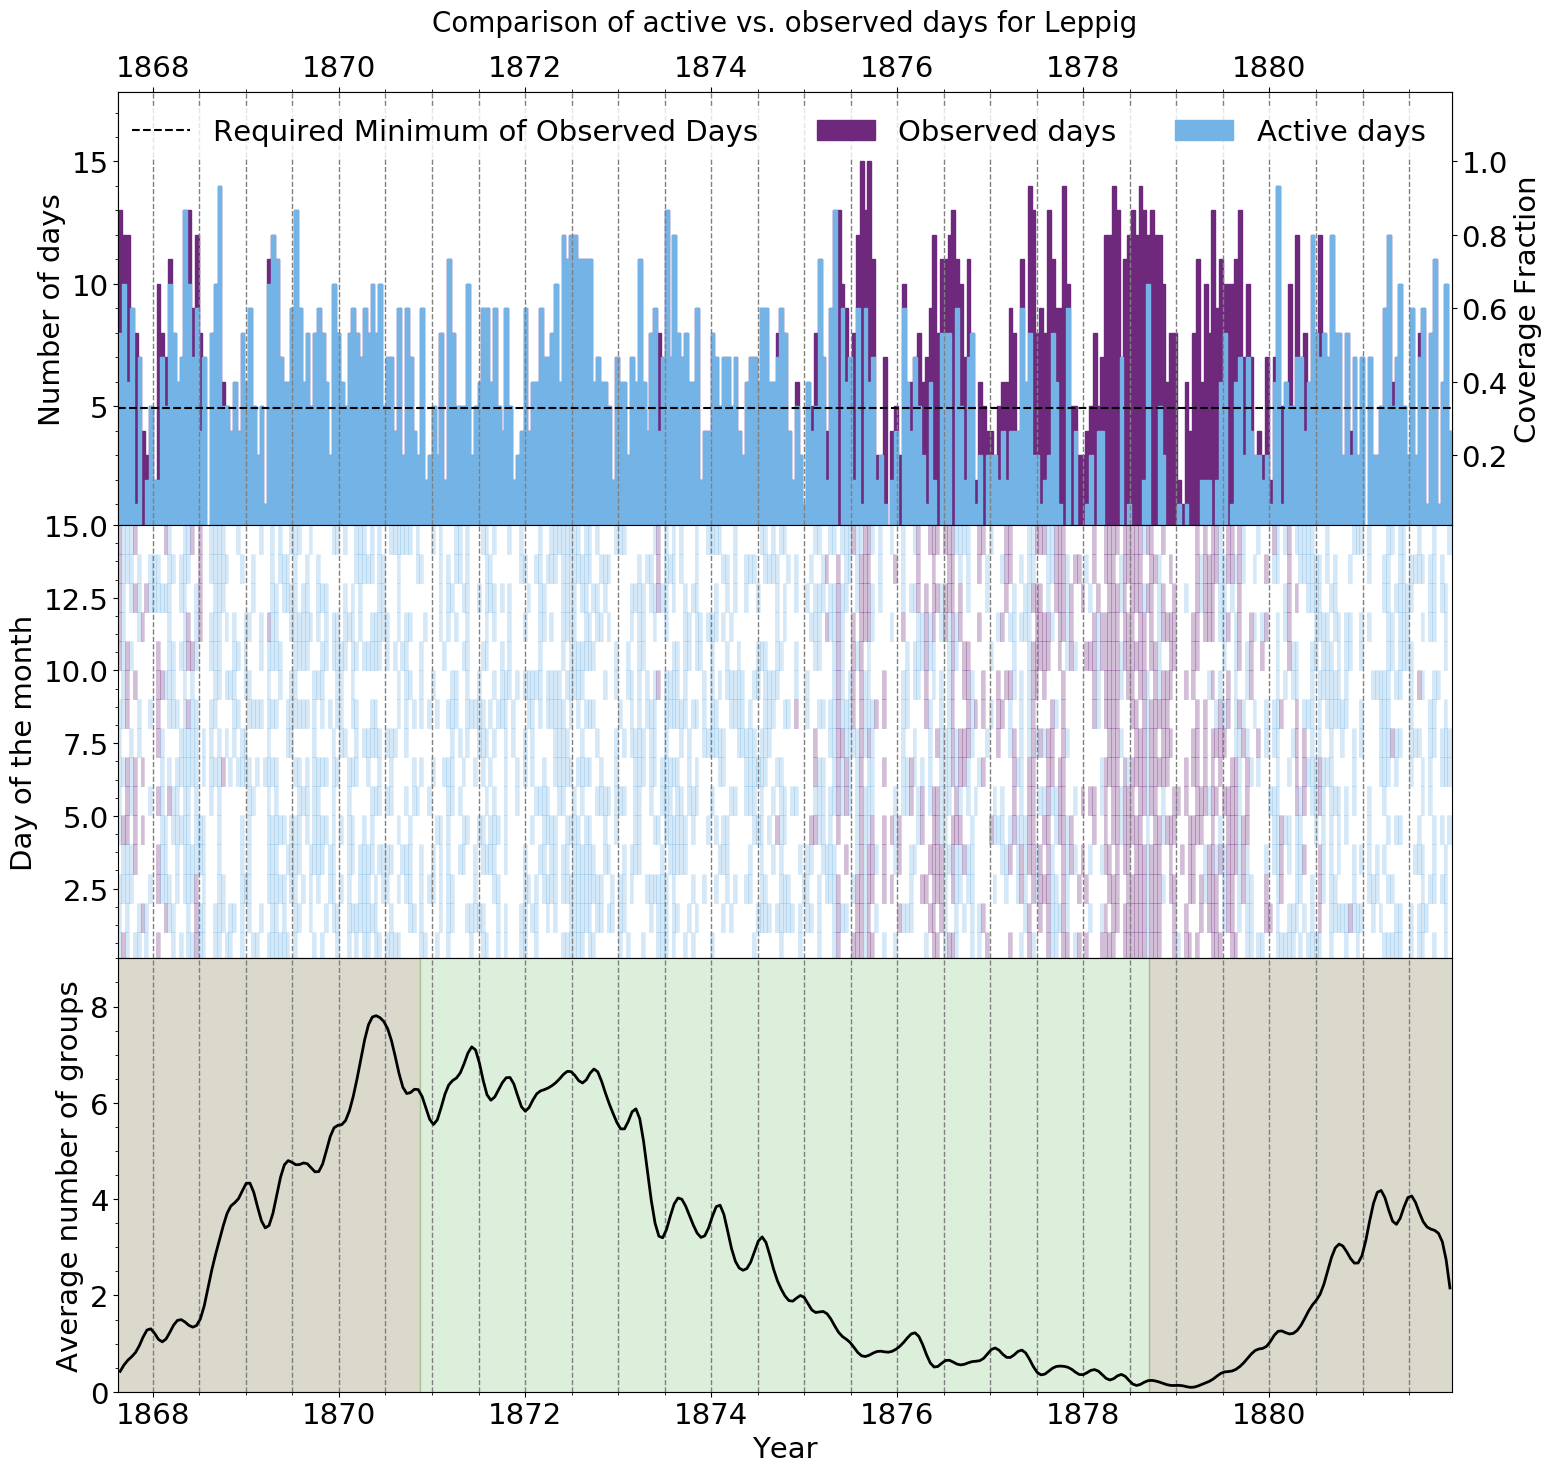 Comparison of active vs. observed days for Leppig
1868 1870 1872 1874 1876 1878 1880
Required Minimum of Observed Days Observed days Active days
Number of days
15
10
5
Coverage Fraction
1.0
0.8
0.6
0.4
0.2
Day of the month
15.0
12.5
10.0
7.5
5.0
2.5
Average number of groups
8
6
4
2
0
1868 1870 1872 1874 1876 1878 1880
Year